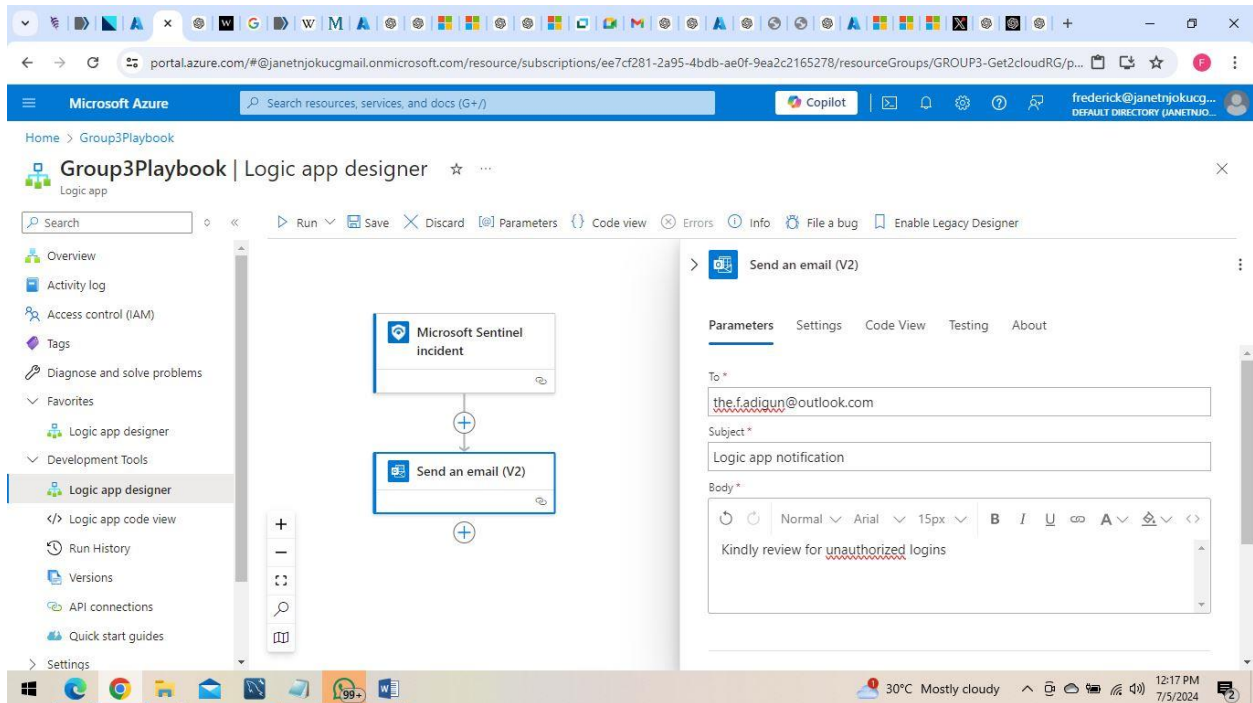 portal.azure.com/#@janetnjokucgmail.onmicrosoft.com/resource/subscriptions/ee7cf281-2a95-4bdb-ae0f-9ea2c2165278/resourceGroups/GROUP3-Get2cloudRG/p...
F
Microsoft Azure
Search resources, services, and docs (G+/)
Copilot
frederick@janetnjokucg...
DEFAULT DIRECTORY (JANETNJO...
Home > Group3Playbook
Group3Playbook | Logic app designer
Logic app
Search
Run
Save
Discard
Parameters
Code view
Errors
Info
File a bug
Enable Legacy Designer
Overview
Activity log
Access control (IAM)
Tags
Diagnose and solve problems
Favorites
Logic app designer
Development Tools
Logic app designer
Logic app code view
Run History
Versions
API connections
Quick start guides
Settings
Microsoft Sentinel
incident
Send an email (V2)
Send an email (V2)
Parameters Settings Code View Testing About
To *
the.f.adigun@outlook.com
Subject *
Logic app notification
Body *
Normal Arial 15px B I U A
Kindly review for unauthorized logins
99+
30°C Mostly cloudy
12:17 PM
7/5/2024
2